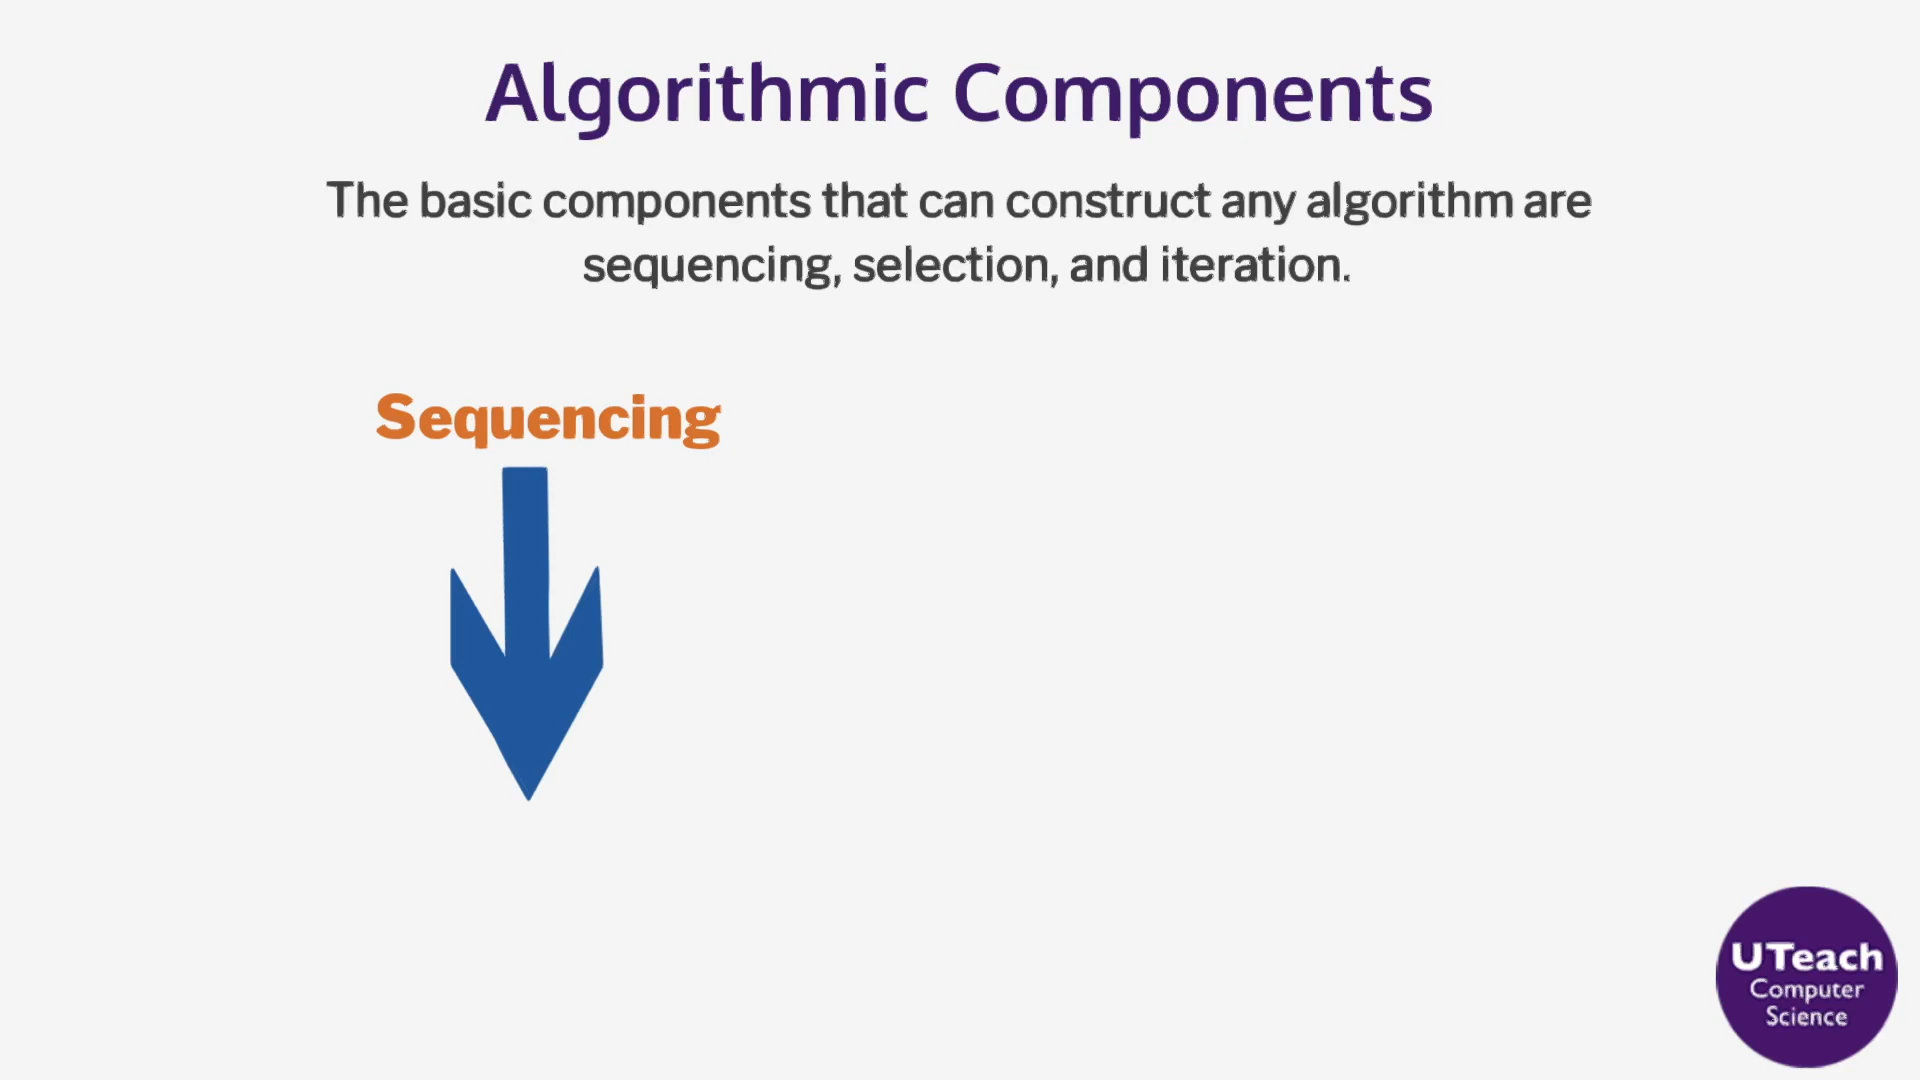 Algorithmic Components
The basic components that can construct any algorithm are
sequencing, selection, and iteration.
Sequencing
UTeach
Computer
Science